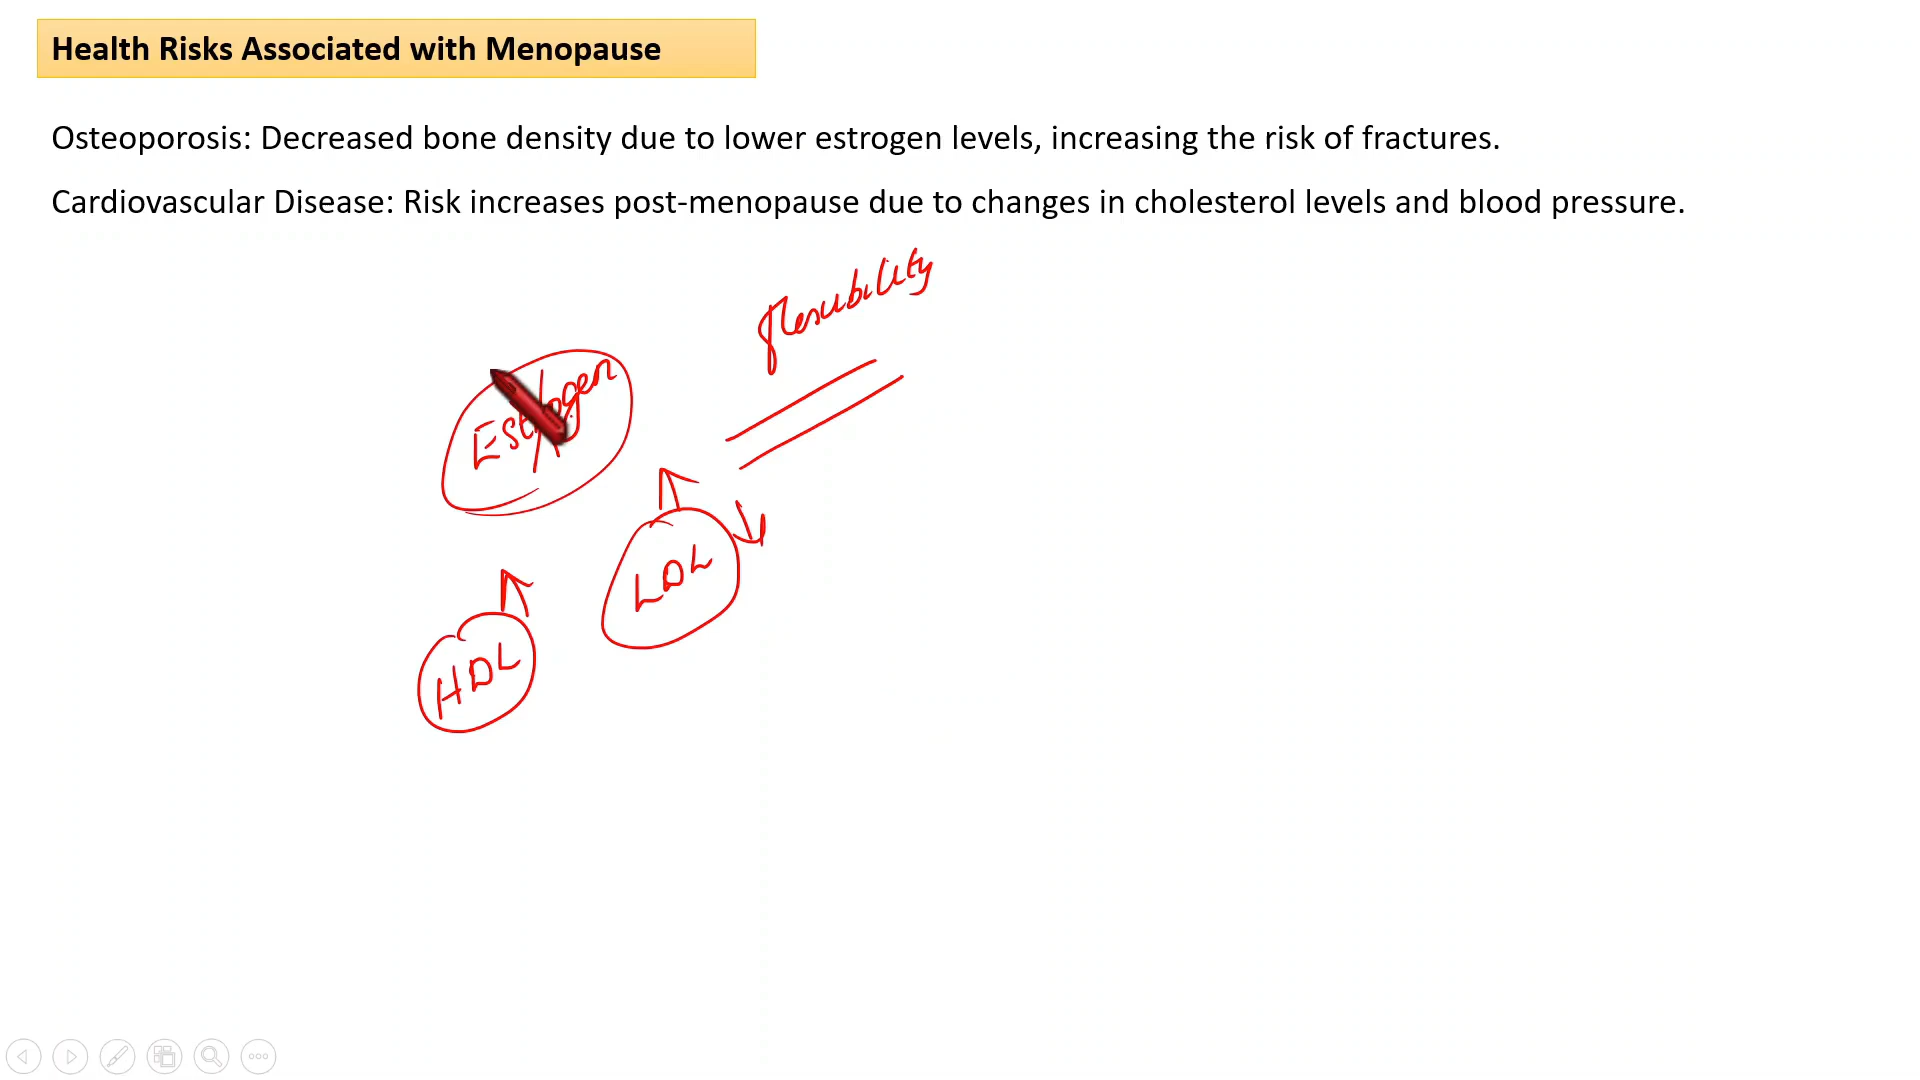 Health Risks Associated with Menopause
Osteoporosis: Decreased bone density due to lower estrogen levels, increasing the risk of fractures.
Cardiovascular Disease: Risk increases post-menopause due to changes in cholesterol levels and blood pressure.
flexibility
Estrogen
LDL
HDL